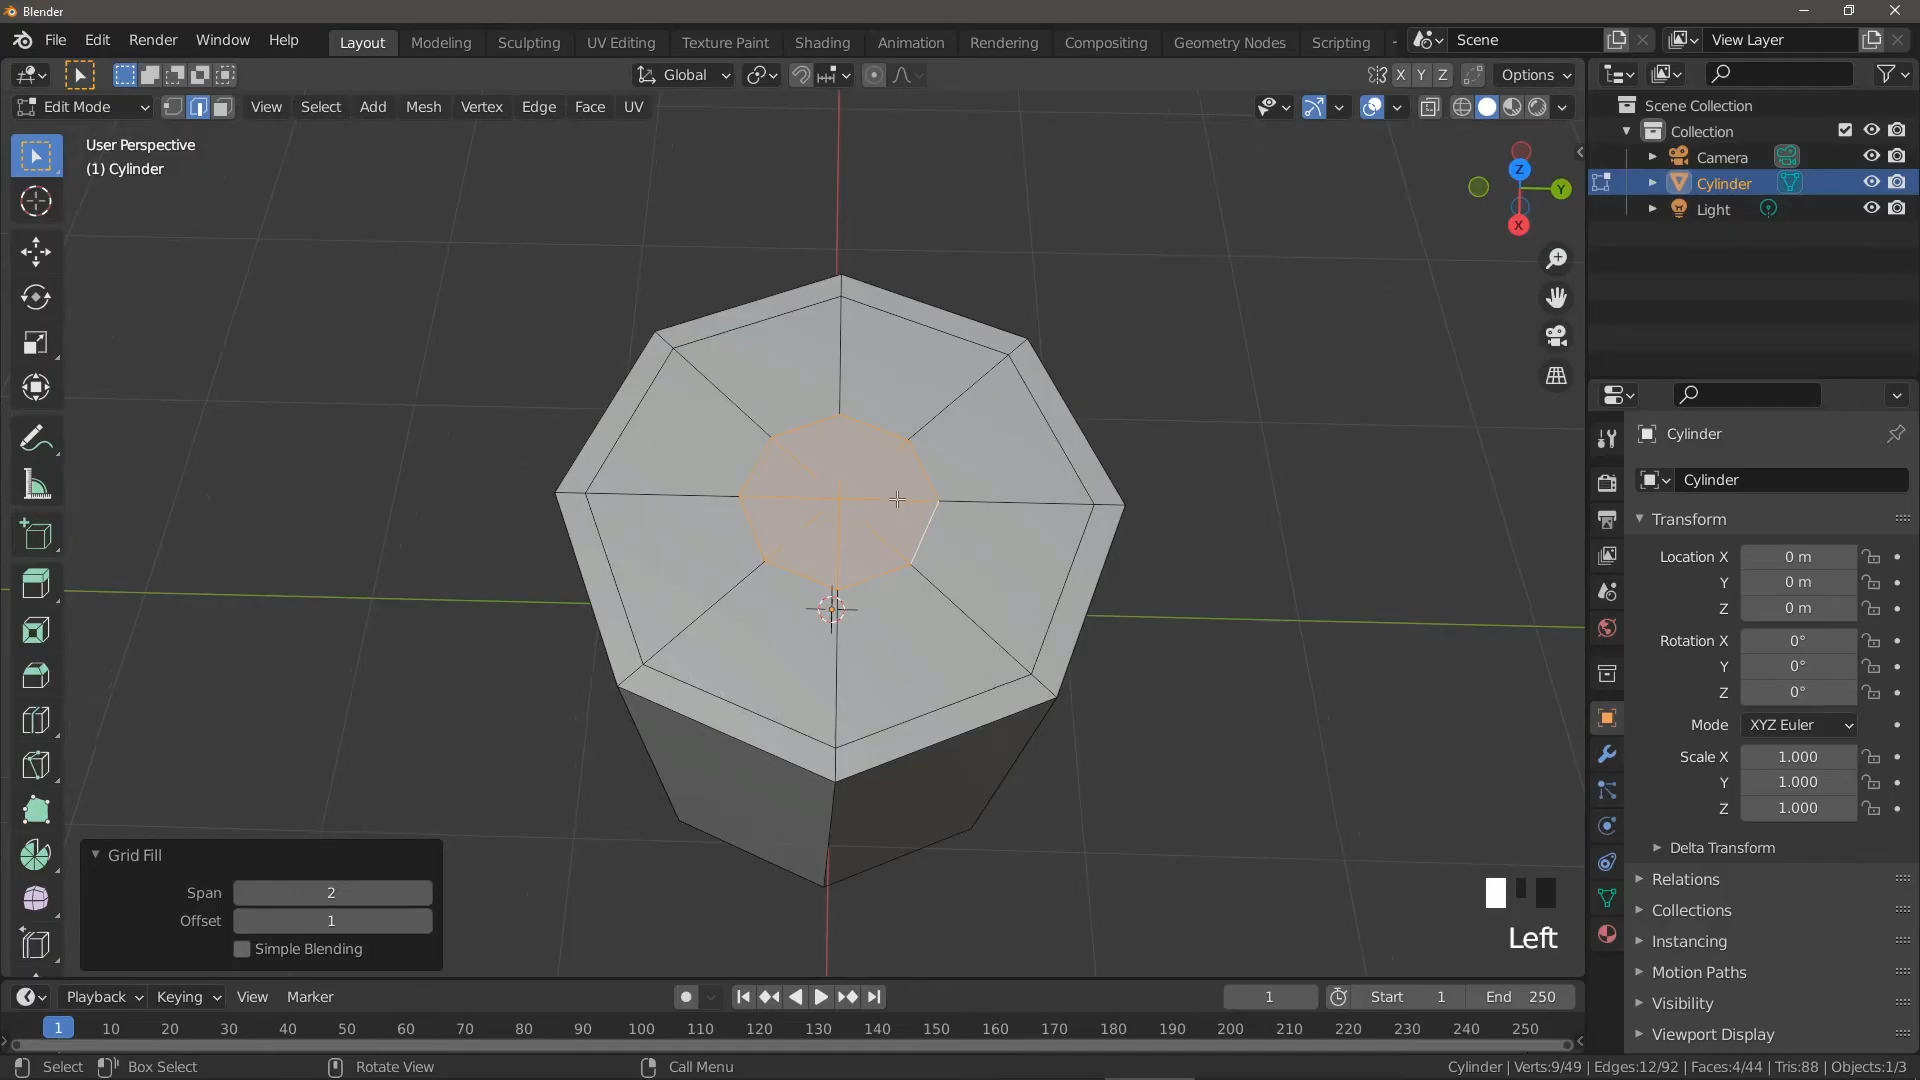 Blender
File Edit Render Window Help Layout Modeling Sculpting UV Editing Texture Paint Shading Animation Rendering Compositing Geometry Nodes Scripting Scene View Layer
Global X Y Z Options
Edit Mode View Select Add Mesh Vertex Edge Face UV
User Perspective
(1) Cylinder
Z
Y
X
Scene Collection
Collection
Camera
Cylinder
Light
Cylinder
Cylinder
Transform
Location X 0 m
Y 0 m
Z 0 m
Rotation X 0°
Y 0°
Z 0°
Mode XYZ Euler
Scale X 1.000
Y 1.000
Z 1.000
Delta Transform
Relations
Collections
Instancing
Motion Paths
Visibility
Viewport Display
Grid Fill
Span 2
Offset 1
Simple Blending
Left
Playback Keying View Marker 1 Start 1 End 250
1 10 20 30 40 50 60 70 80 90 100 110 120 130 140 150 160 170 180 190 200 210 220 230 240 250
Select Box Select Rotate View Call Menu Cylinder | Verts:9/49 | Edges:12/92 | Faces:4/44 | Tris:88 | Objects:1/3